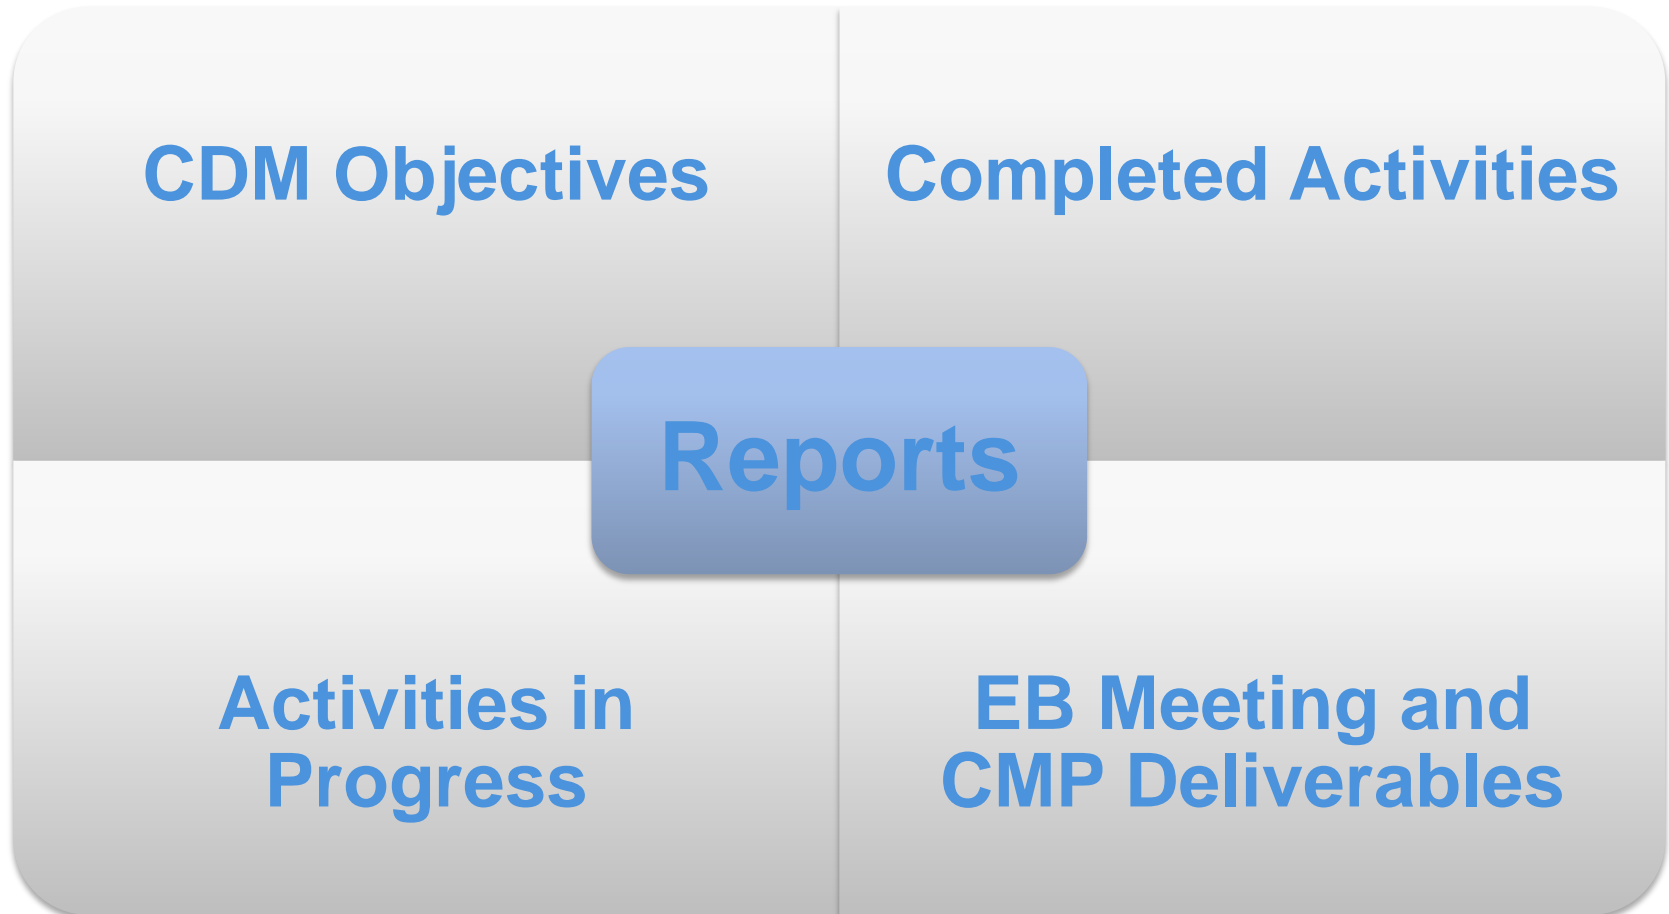 CDM Objectives
Completed Activities
Reports
Activities in
Progress
EB Meeting and
CMP Deliverables